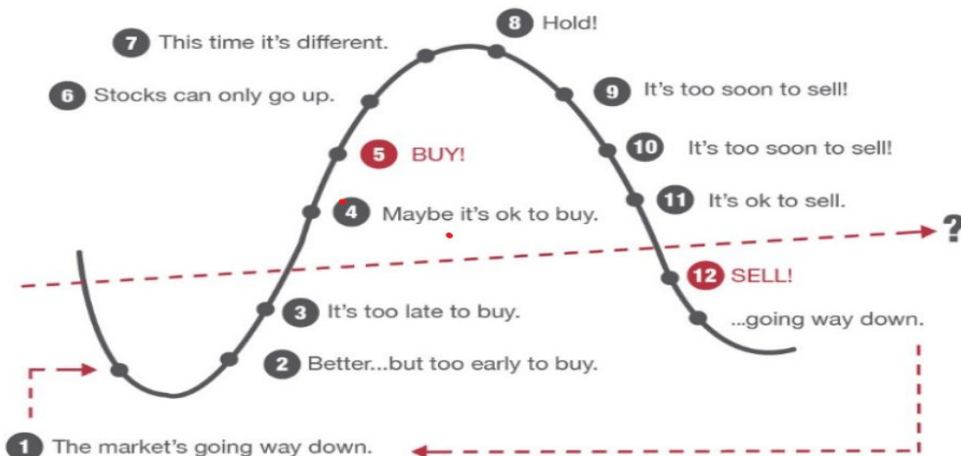 8 Hold!
7 This time it's different.
6 Stocks can only go up.
9 It's too soon to sell!
5 BUY!
10 It's too soon to sell!
4 Maybe it's ok to buy.
11 It's ok to sell.
?
12 SELL!
3 It's too late to buy.
...going way down.
2 Better...but too early to buy.
1 The market's going way down.